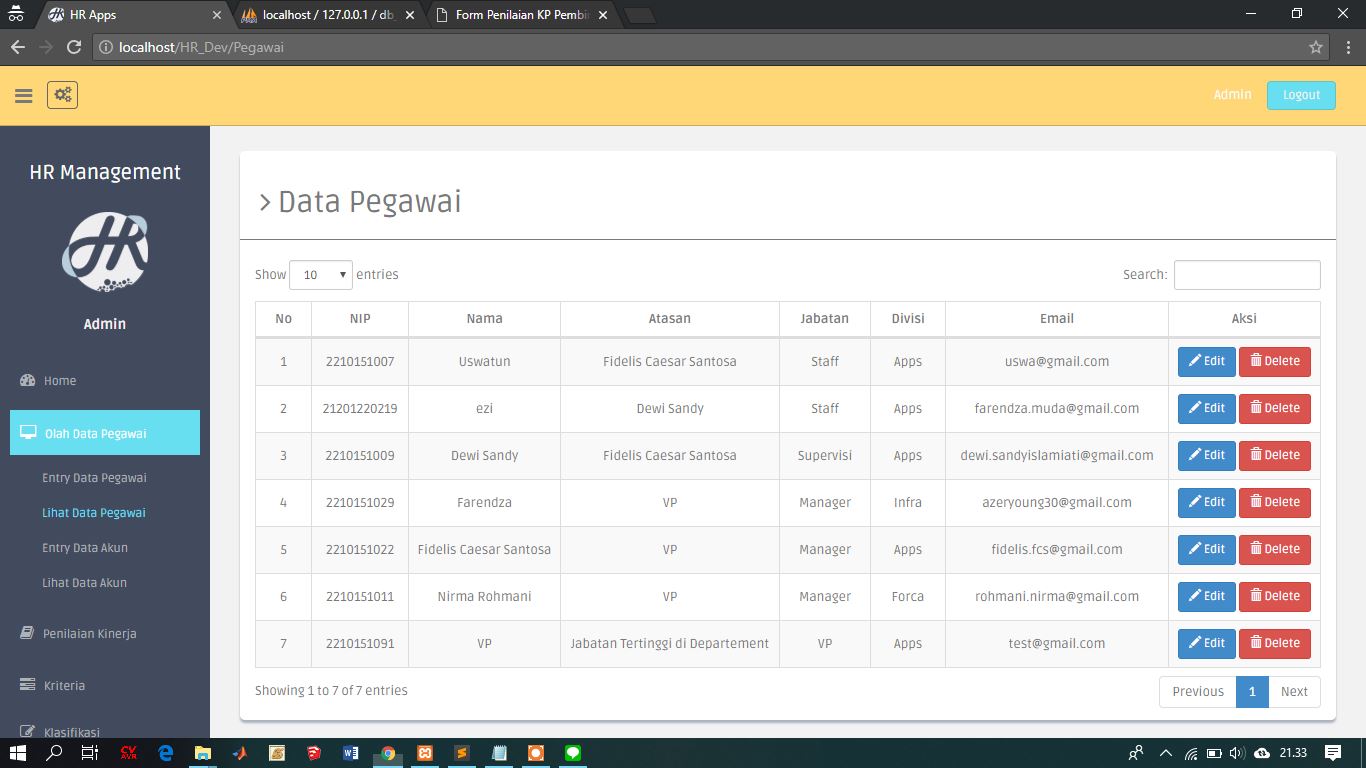 HR Apps
localhost / 127.0.0.1 / db_
Form Penilaian KP Pembi
localhost/HR_Dev/Pegawai
Admin Logout
HR Management
HR
Admin
Home
Olah Data Pegawai
Entry Data Pegawai
Lihat Data Pegawai
Entry Data Akun
Lihat Data Akun
Penilaian Kinerja
Kriteria
Klasifikasi
> Data Pegawai
Show 10 entries Search:
No NIP Nama Atasan Jabatan Divisi Email Aksi
1 2210151007 Uswatun Fidelis Caesar Santosa Staff Apps uswa@gmail.com Edit Delete
2 21201220219 ezi Dewi Sandy Staff Apps farendza.muda@gmail.com Edit Delete
3 2210151009 Dewi Sandy Fidelis Caesar Santosa Supervisi Apps dewi.sandyislamiati@gmail.com Edit Delete
4 2210151029 Farendza VP Manager Infra azeryoung30@gmail.com Edit Delete
5 2210151022 Fidelis Caesar Santosa VP Manager Apps fidelis.fcs@gmail.com Edit Delete
6 2210151011 Nirma Rohmani VP Manager Forca rohmani.nirma@gmail.com Edit Delete
7 2210151091 VP Jabatan Tertinggi di Departement VP Apps test@gmail.com Edit Delete
Showing 1 to 7 of 7 entries Previous 1 Next
CV
AVR
21.33